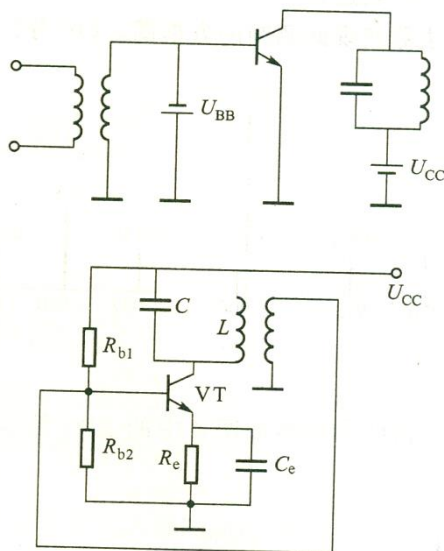 U_BB
U_CC
U_CC
C
L
R_b1
VT
R_b2
R_e
C_e